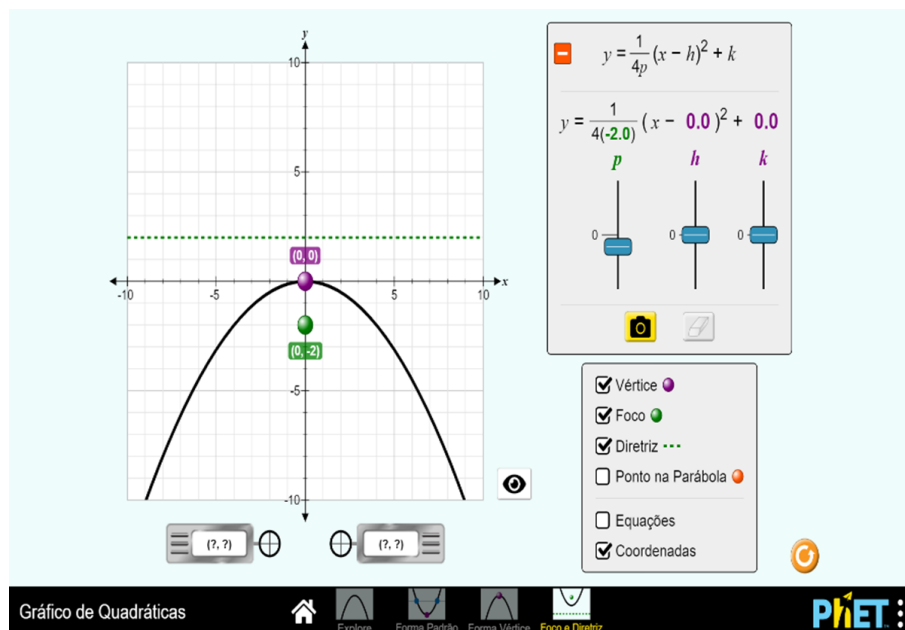 y
10
5
(0, 0)
-10
-5
5
10
x
(0, -2)
-5
-10
(?, ?)
(?, ?)
y = 1/4p (x − h)2 + k
y = 1/4(-2.0) ( x − 0.0 )2 + 0.0
p h k
0 0 0
Vértice
Foco
Diretriz
Ponto na Parábola
Equações
Coordenadas
Gráfico de Quadráticas
Explore
Forma Padrão
Forma Vértice
Foco e Diretriz
PhET